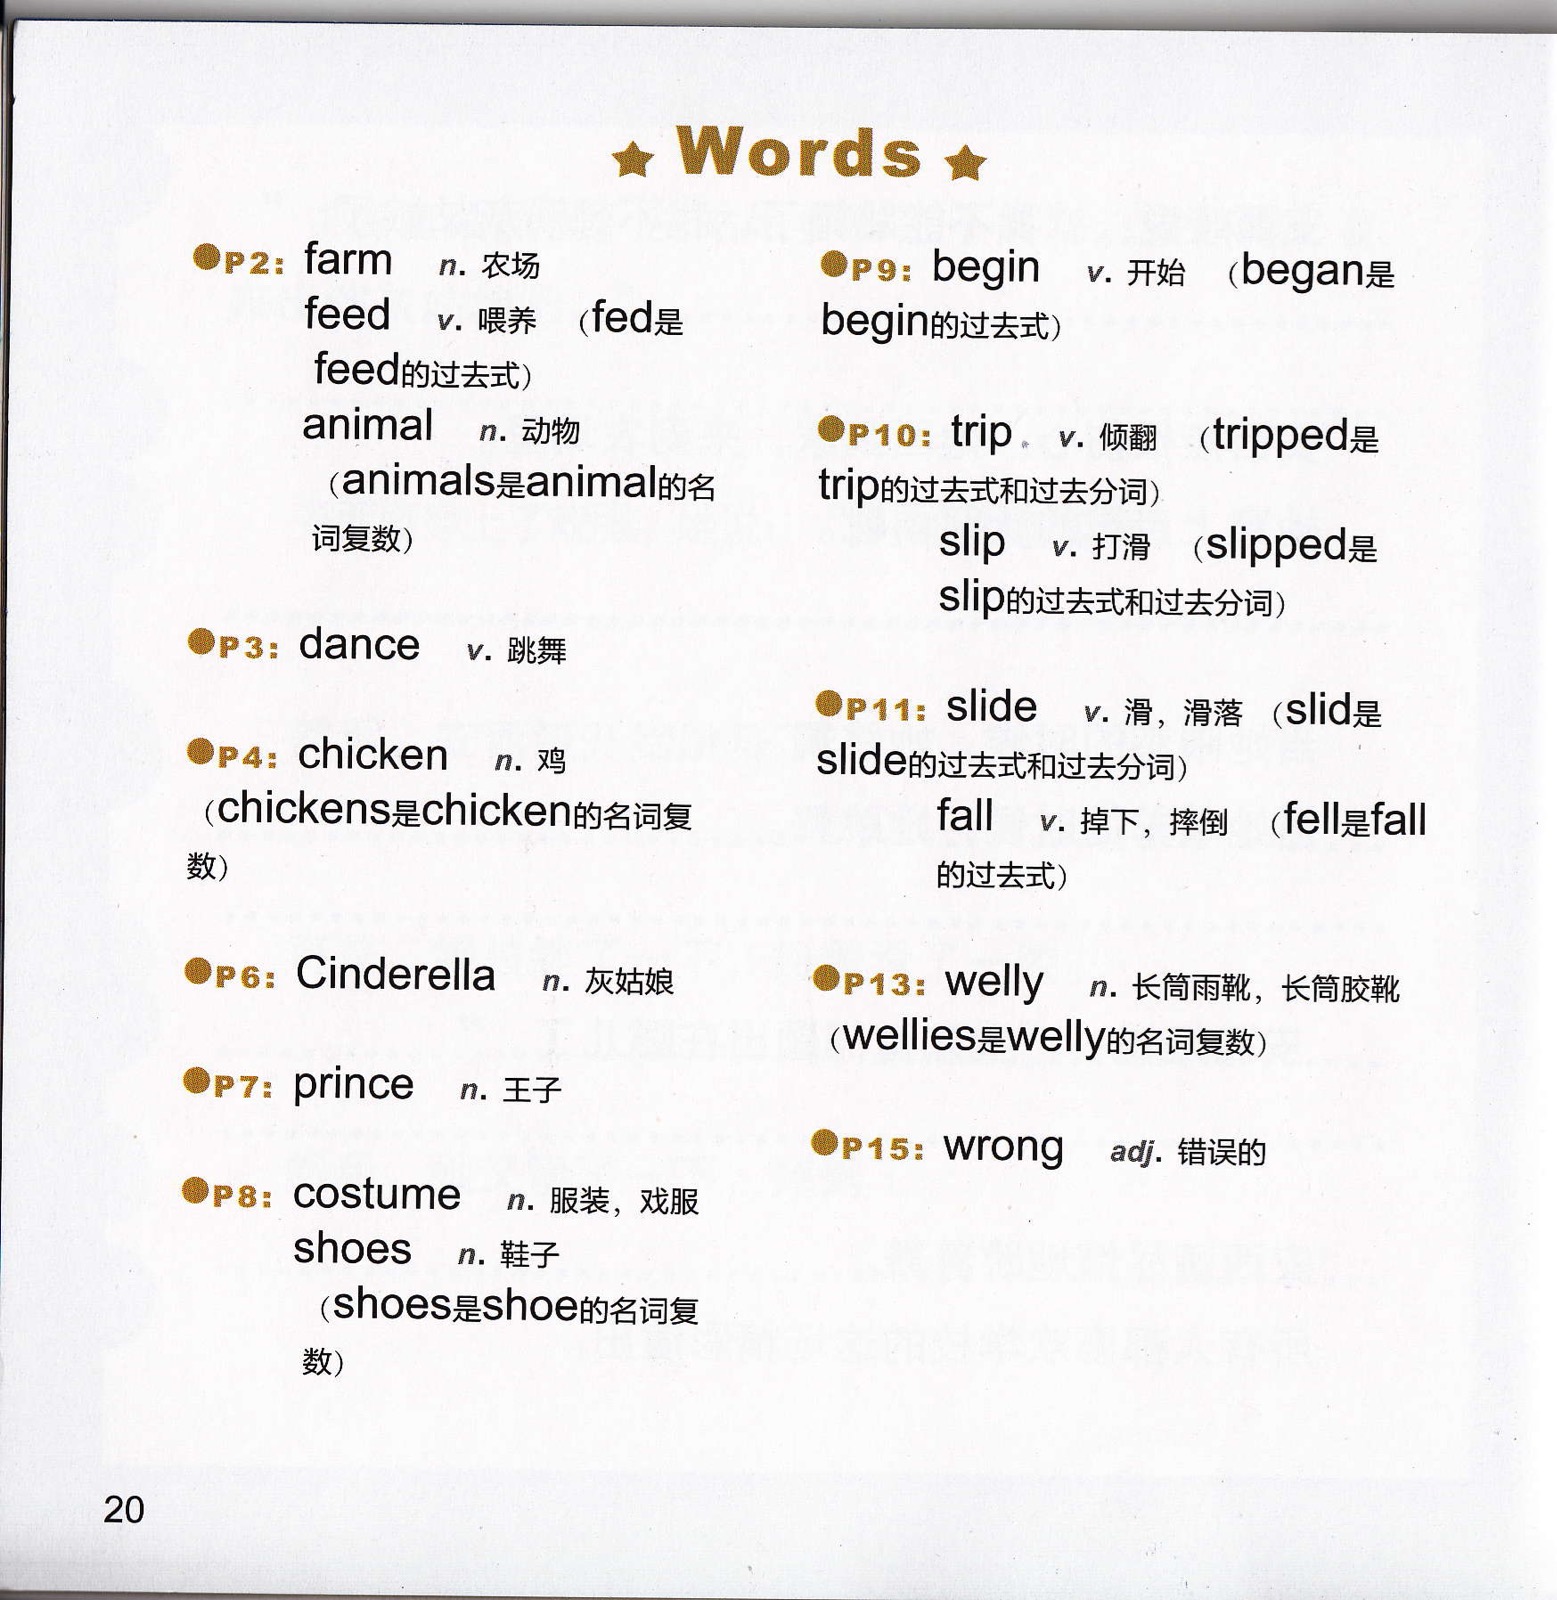 ★ Words ★
●P2: farm n. 农场
feed v. 喂养 （fed是
feed的过去式）
animal n. 动物
（animals是animal的名
词复数）
●P3: dance v. 跳舞
●P4: chicken n. 鸡
（chickens是chicken的名词复
数）
●P6: Cinderella n. 灰姑娘
●P7: prince n. 王子
●P8: costume n. 服装，戏服
shoes n. 鞋子
（shoes是shoe的名词复
数）
●P9: begin v. 开始 （began是
begin的过去式）
●P10: trip v. 倾翻 （tripped是
trip的过去式和过去分词）
slip v. 打滑 （slipped是
slip的过去式和过去分词）
●P11: slide v. 滑，滑落 （slid是
slide的过去式和过去分词）
fall v. 掉下，摔倒 （fell是fall
的过去式）
●P13: welly n. 长筒雨靴，长筒胶靴
（wellies是welly的名词复数）
●P15: wrong adj. 错误的
20